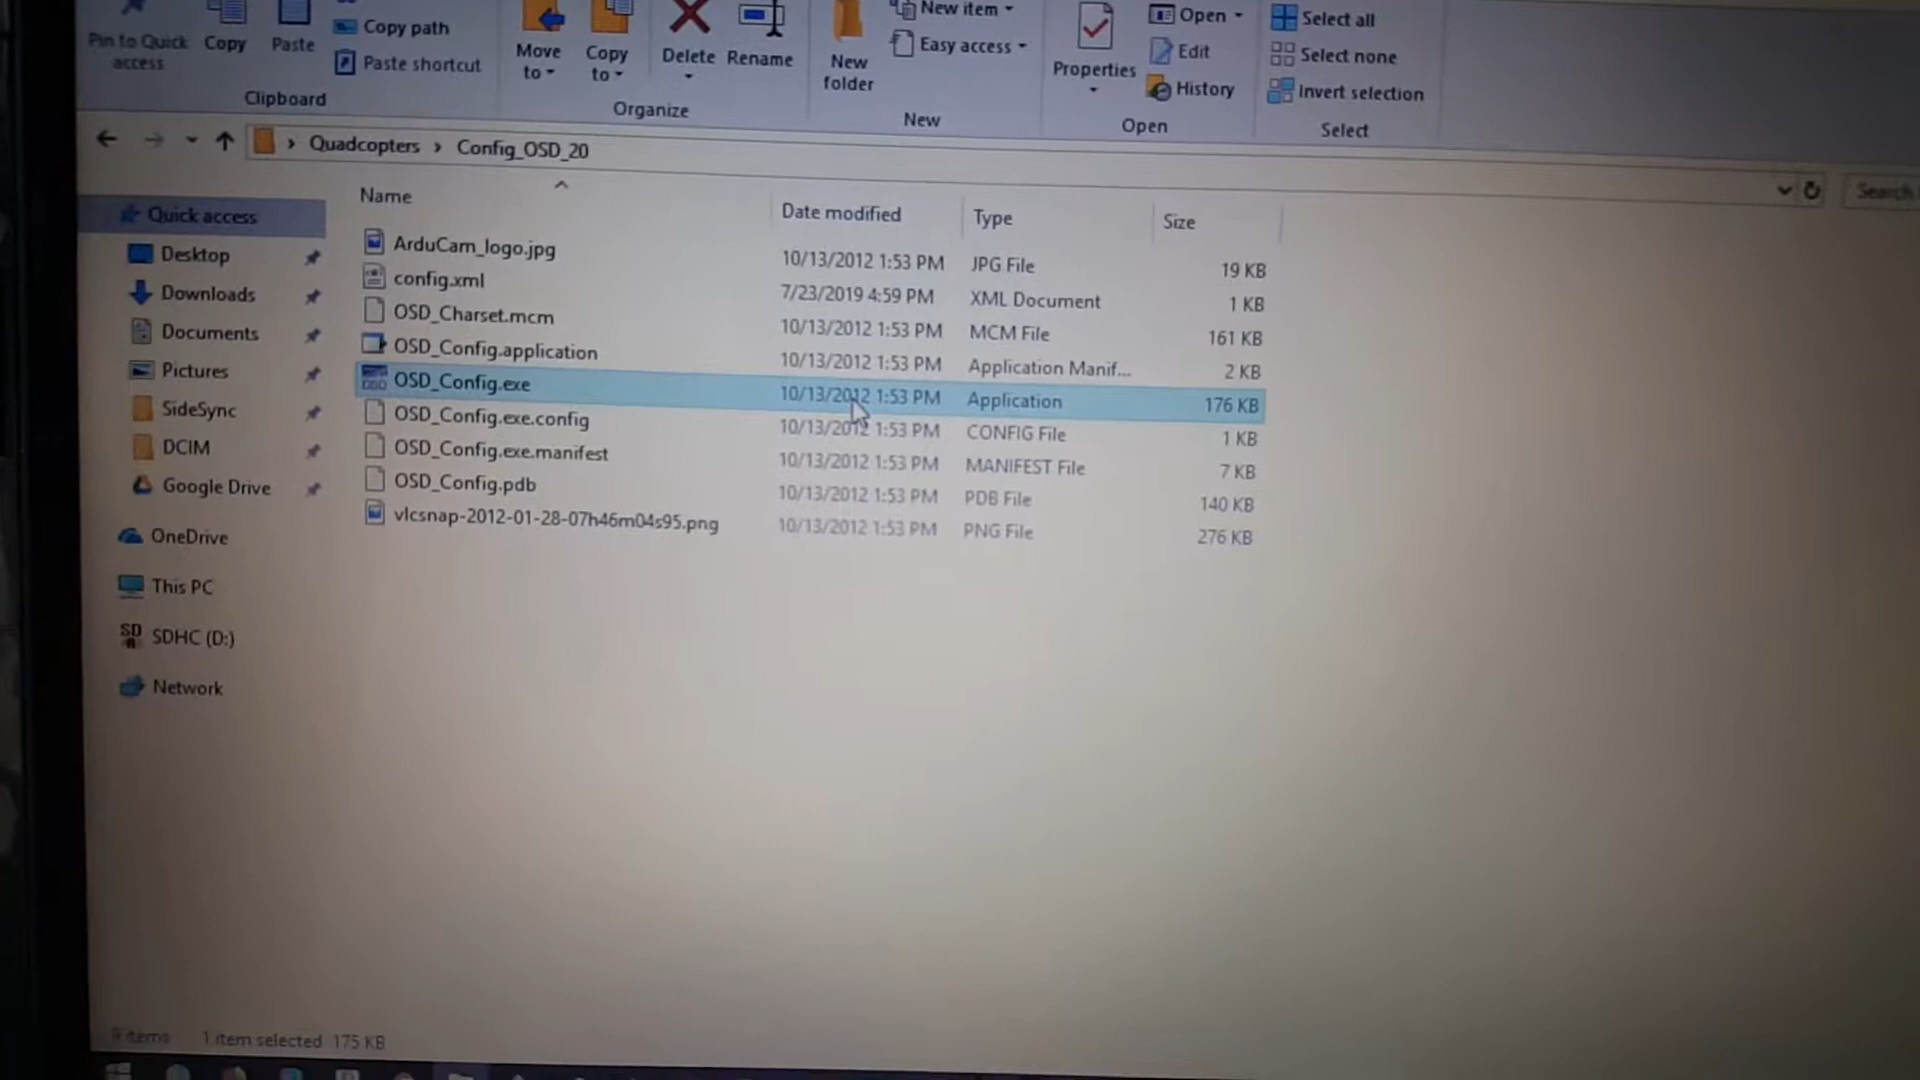 Pin to Quick access
Copy
Paste
Copy path
Paste shortcut
Clipboard
Move to
Copy to
Delete
Rename
Organize
New folder
New item
Easy access
New
Properties
Open
Edit
History
Open
Select all
Select none
Invert selection
Select
Quadcopters > Config_OSD_20
Search
Quick access
Desktop
Downloads
Documents
Pictures
SideSync
DCIM
Google Drive
OneDrive
This PC
SDHC (D:)
Network
Name Date modified Type Size
ArduCam_logo.jpg 10/13/2012 1:53 PM JPG File 19 KB
config.xml 7/23/2019 4:59 PM XML Document 1 KB
OSD_Charset.mcm 10/13/2012 1:53 PM MCM File 161 KB
OSD_Config.application 10/13/2012 1:53 PM Application Manif... 2 KB
OSD_Config.exe 10/13/2012 1:53 PM Application 176 KB
OSD_Config.exe.config 10/13/2012 1:53 PM CONFIG File 1 KB
OSD_Config.exe.manifest 10/13/2012 1:53 PM MANIFEST File 7 KB
OSD_Config.pdb 10/13/2012 1:53 PM PDB File 140 KB
vlcsnap-2012-01-28-07h46m04s95.png 10/13/2012 1:53 PM PNG File 276 KB
9 items 1 item selected 175 KB